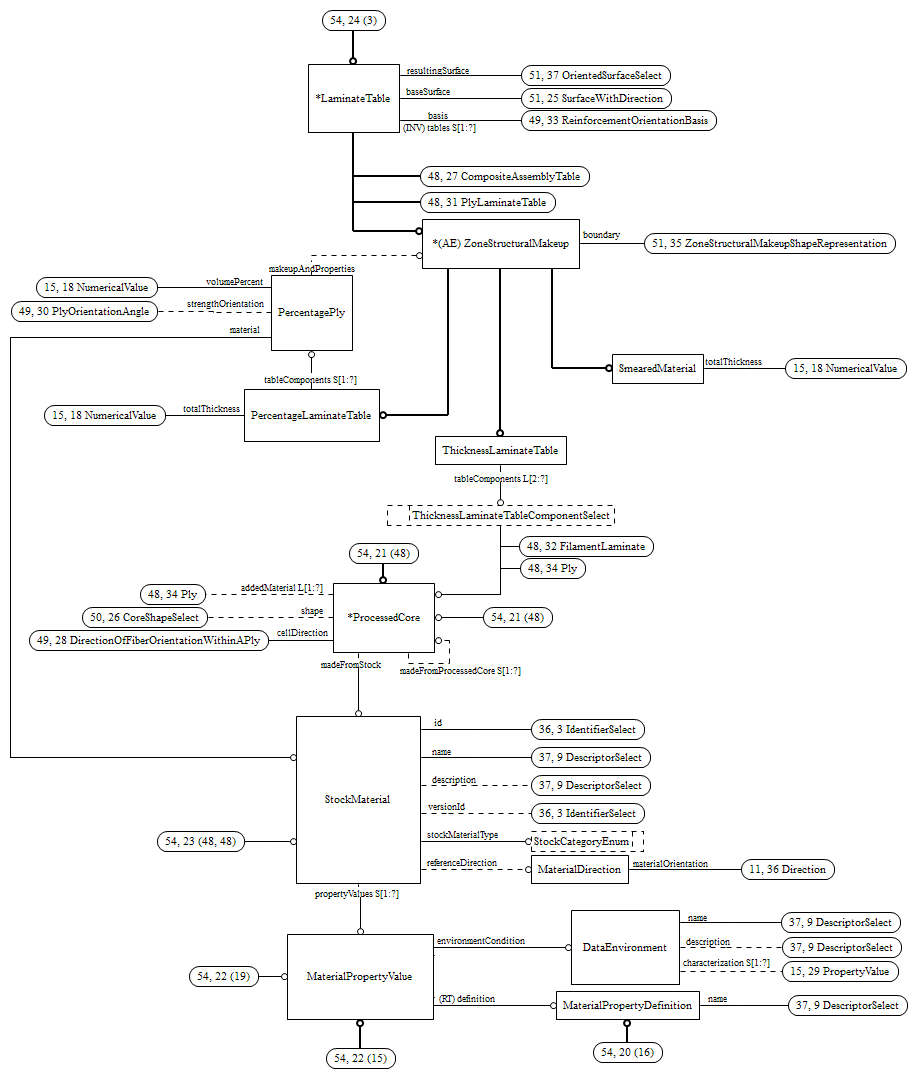 54, 24 (3)
*LaminateTable
resultingSurface
51, 37 OrientedSurfaceSelect
baseSurface
51, 25 SurfaceWithDirection
basis
(INV) tables S[1:?]
49, 33 ReinforcementOrientationBasis
48, 27 CompositeAssemblyTable
48, 31 PlyLaminateTable
*(AE) ZoneStructuralMakeup
boundary
51, 35 ZoneStructuralMakeupShapeRepresentation
makeupAndProperties
volumePercent
15, 18 NumericalValue
strengthOrientation
49, 30 PlyOrientationAngle
PercentagePly
material
SmearedMaterial
totalThickness
15, 18 NumericalValue
tableComponents S[1:?]
15, 18 NumericalValue
totalThickness
PercentageLaminateTable
ThicknessLaminateTable
tableComponents L[2:?]
ThicknessLaminateTableComponentSelect
48, 32 FilamentLaminate
54, 21 (48)
48, 34 Ply
48, 34 Ply
addedMaterial L[1:?]
50, 26 CoreShapeSelect
shape
*ProcessedCore
54, 21 (48)
49, 28 DirectionOfFiberOrientationWithinAPly
cellDirection
madeFromStock
madeFromProcessedCore S[1:?]
id
36, 3 IdentifierSelect
name
37, 9 DescriptorSelect
description
37, 9 DescriptorSelect
StockMaterial
versionId
36, 3 IdentifierSelect
54, 23 (48, 48)
stockMaterialType
StockCategoryEnum
referenceDirection
MaterialDirection
materialOrientation
11, 36 Direction
propertyValues S[1:?]
name
37, 9 DescriptorSelect
environmentCondition
DataEnvironment
description
37, 9 DescriptorSelect
characterization S[1:?]
15, 29 PropertyValue
54, 22 (19)
MaterialPropertyValue
(RT) definition
MaterialPropertyDefinition
name
37, 9 DescriptorSelect
54, 22 (15)
54, 20 (16)